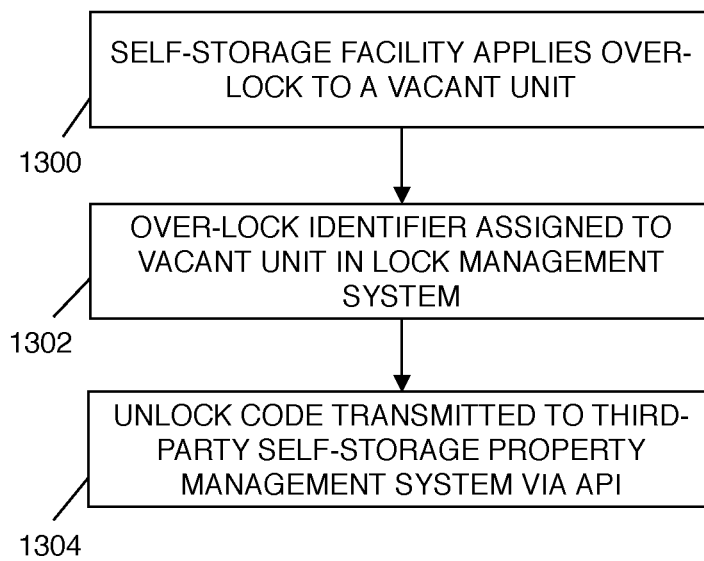 SELF-STORAGE FACILITY APPLIES OVER-
LOCK TO A VACANT UNIT
1300
OVER-LOCK IDENTIFIER ASSIGNED TO
VACANT UNIT IN LOCK MANAGEMENT
SYSTEM
1302
UNLOCK CODE TRANSMITTED TO THIRD-
PARTY SELF-STORAGE PROPERTY
MANAGEMENT SYSTEM VIA API
1304